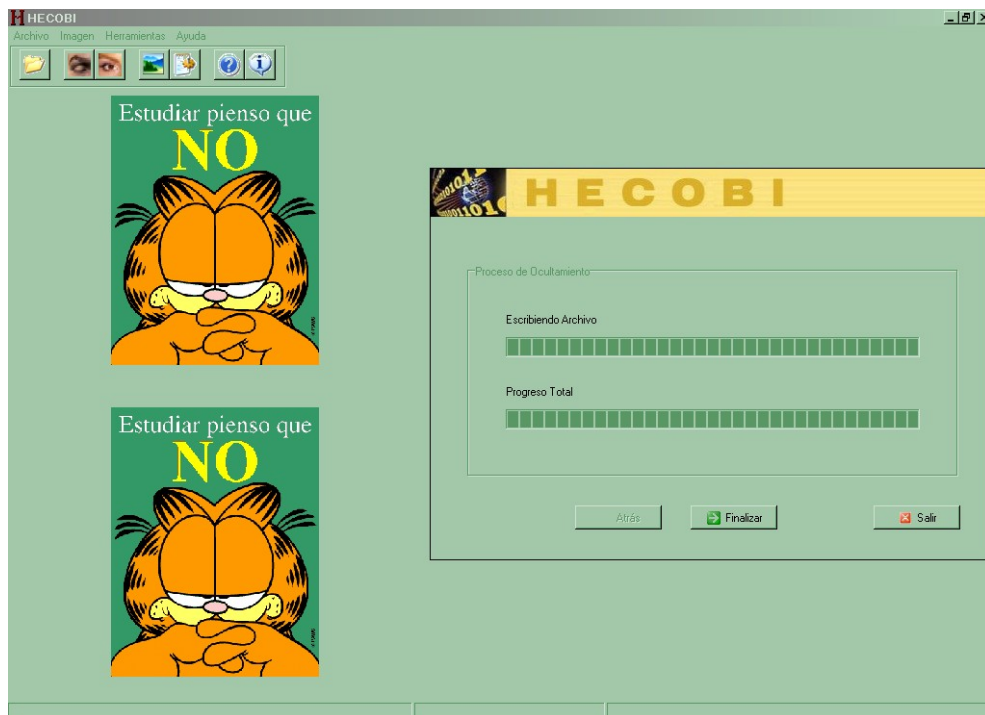 HECOBI
Archivo Imagen Herramientas Ayuda
Estudiar pienso que
NO
HECOBI
Proceso de Ocultamiento
Escribiendo Archivo
Progreso Total
Atrás Finalizar Salir
Estudiar pienso que
NO